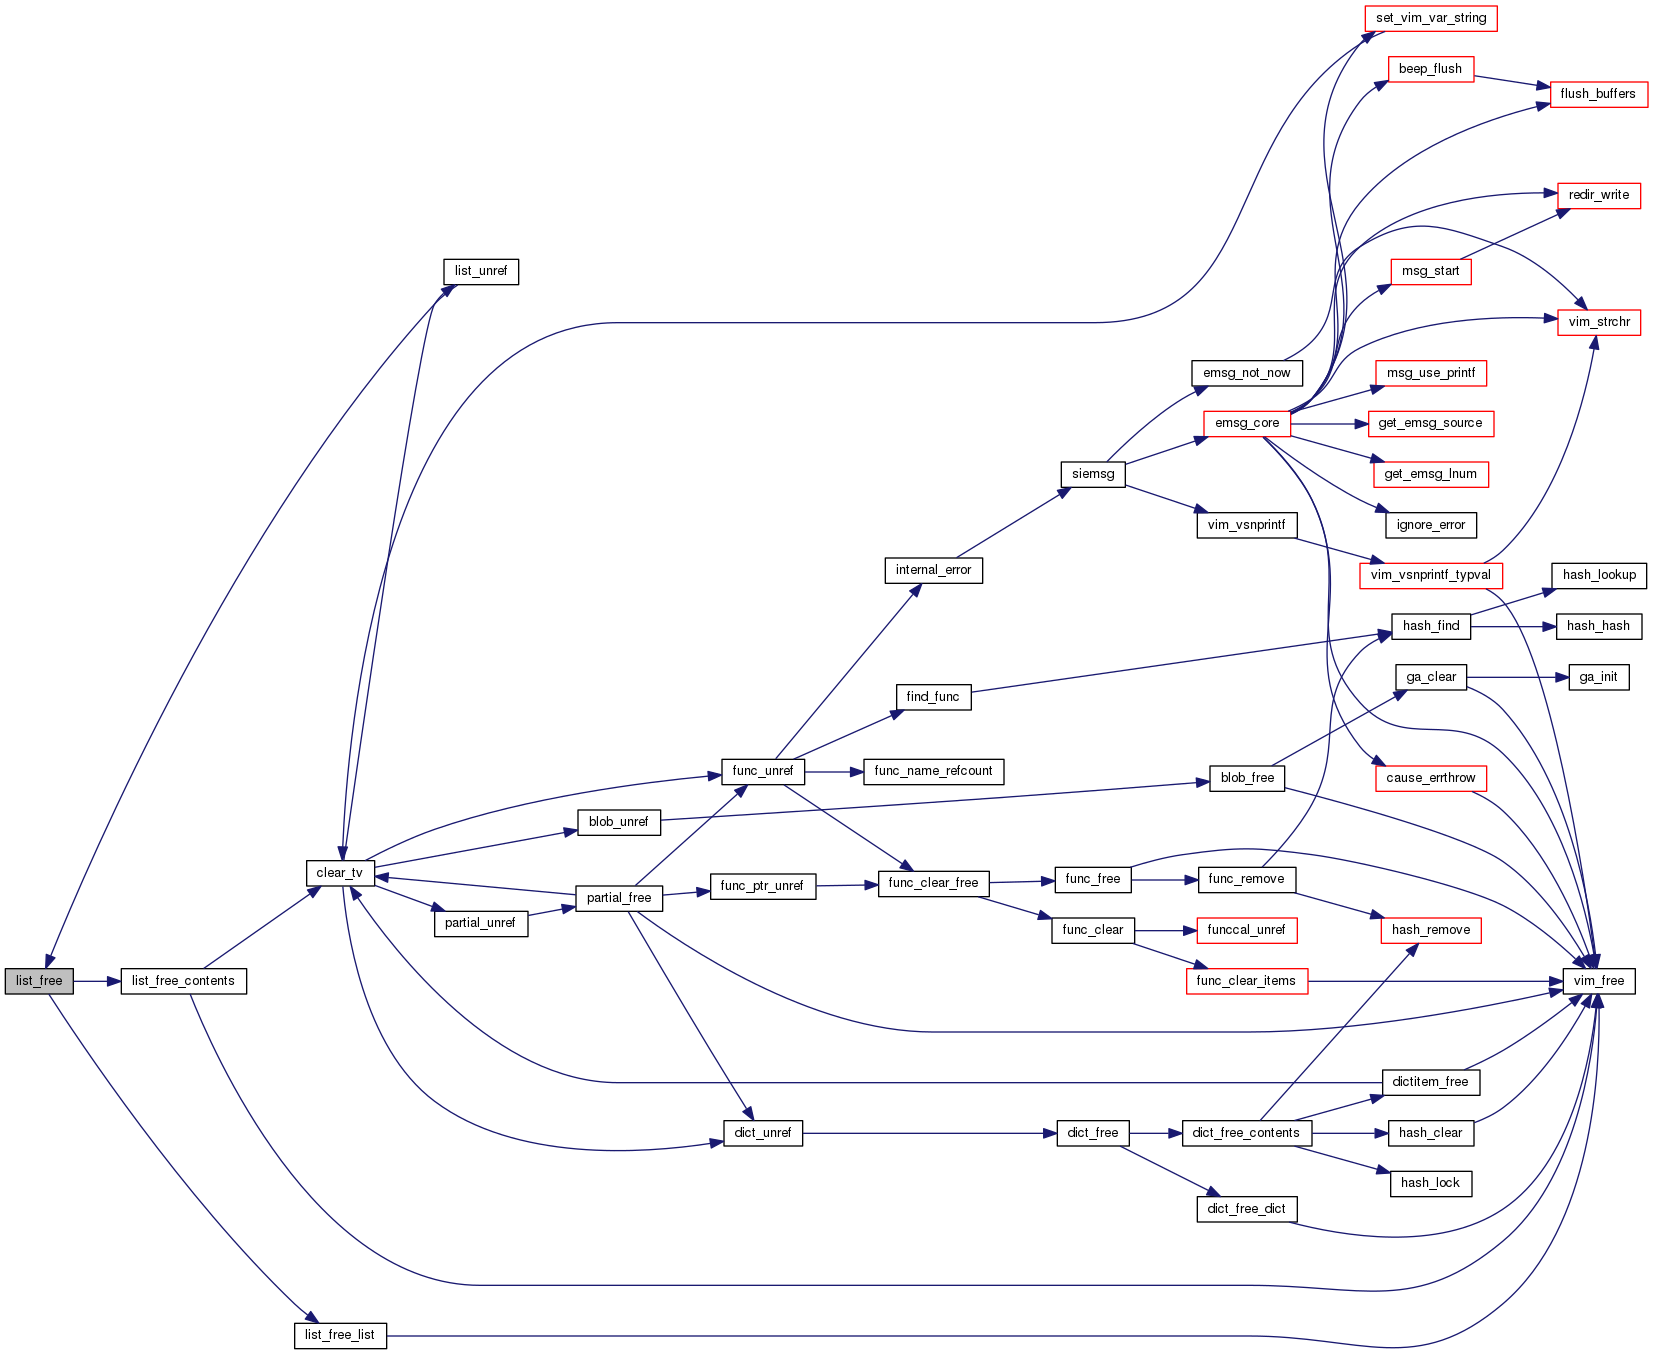 set_vim_var_string
beep_flush
flush_buffers
redir_write
list_unref
msg_start
vim_strchr
emsg_not_now
msg_use_printf
emsg_core
get_emsg_source
siemsg
get_emsg_lnum
vim_vsnprintf
ignore_error
internal_error
vim_vsnprintf_typval
hash_lookup
hash_find
hash_hash
find_func
ga_clear
ga_init
func_unref
func_name_refcount
blob_free
cause_errthrow
blob_unref
clear_tv
partial_free
func_ptr_unref
func_clear_free
func_free
func_remove
partial_unref
func_clear
funccal_unref
hash_remove
list_free
list_free_contents
func_clear_items
vim_free
dictitem_free
dict_unref
dict_free
dict_free_contents
hash_clear
hash_lock
dict_free_dict
list_free_list